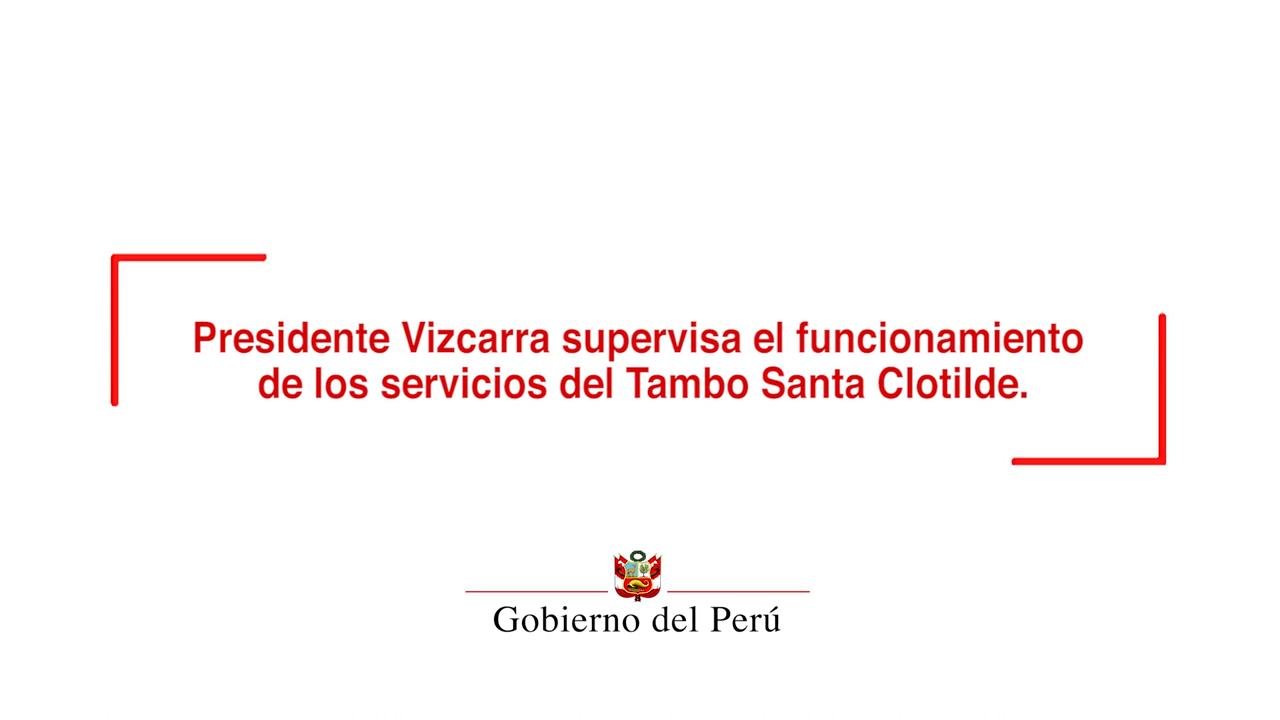 Presidente Vizcarra supervisa el funcionamiento
de los servicios del Tambo Santa Clotilde.
Gobierno del Perú